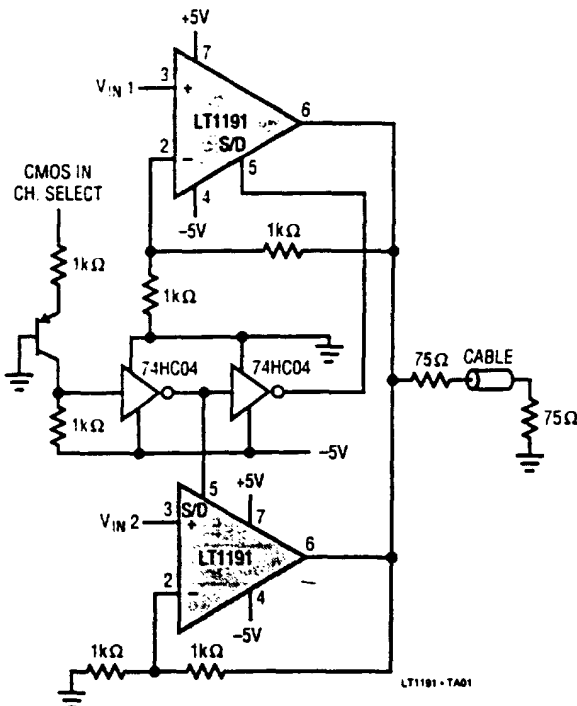 +5V
7
3
V_IN 1
+
6
LT1191
S/D
2
−
5
4
CMOS IN
CH. SELECT
−5V
1kΩ
1kΩ
1kΩ
74HC04
74HC04
75Ω
CABLE
1kΩ
75Ω
−5V
5
+5V
S/D
3
V_IN 2
+
7
6
LT1191
2
−
4
−5V
1kΩ
1kΩ
LT1191 • TA01